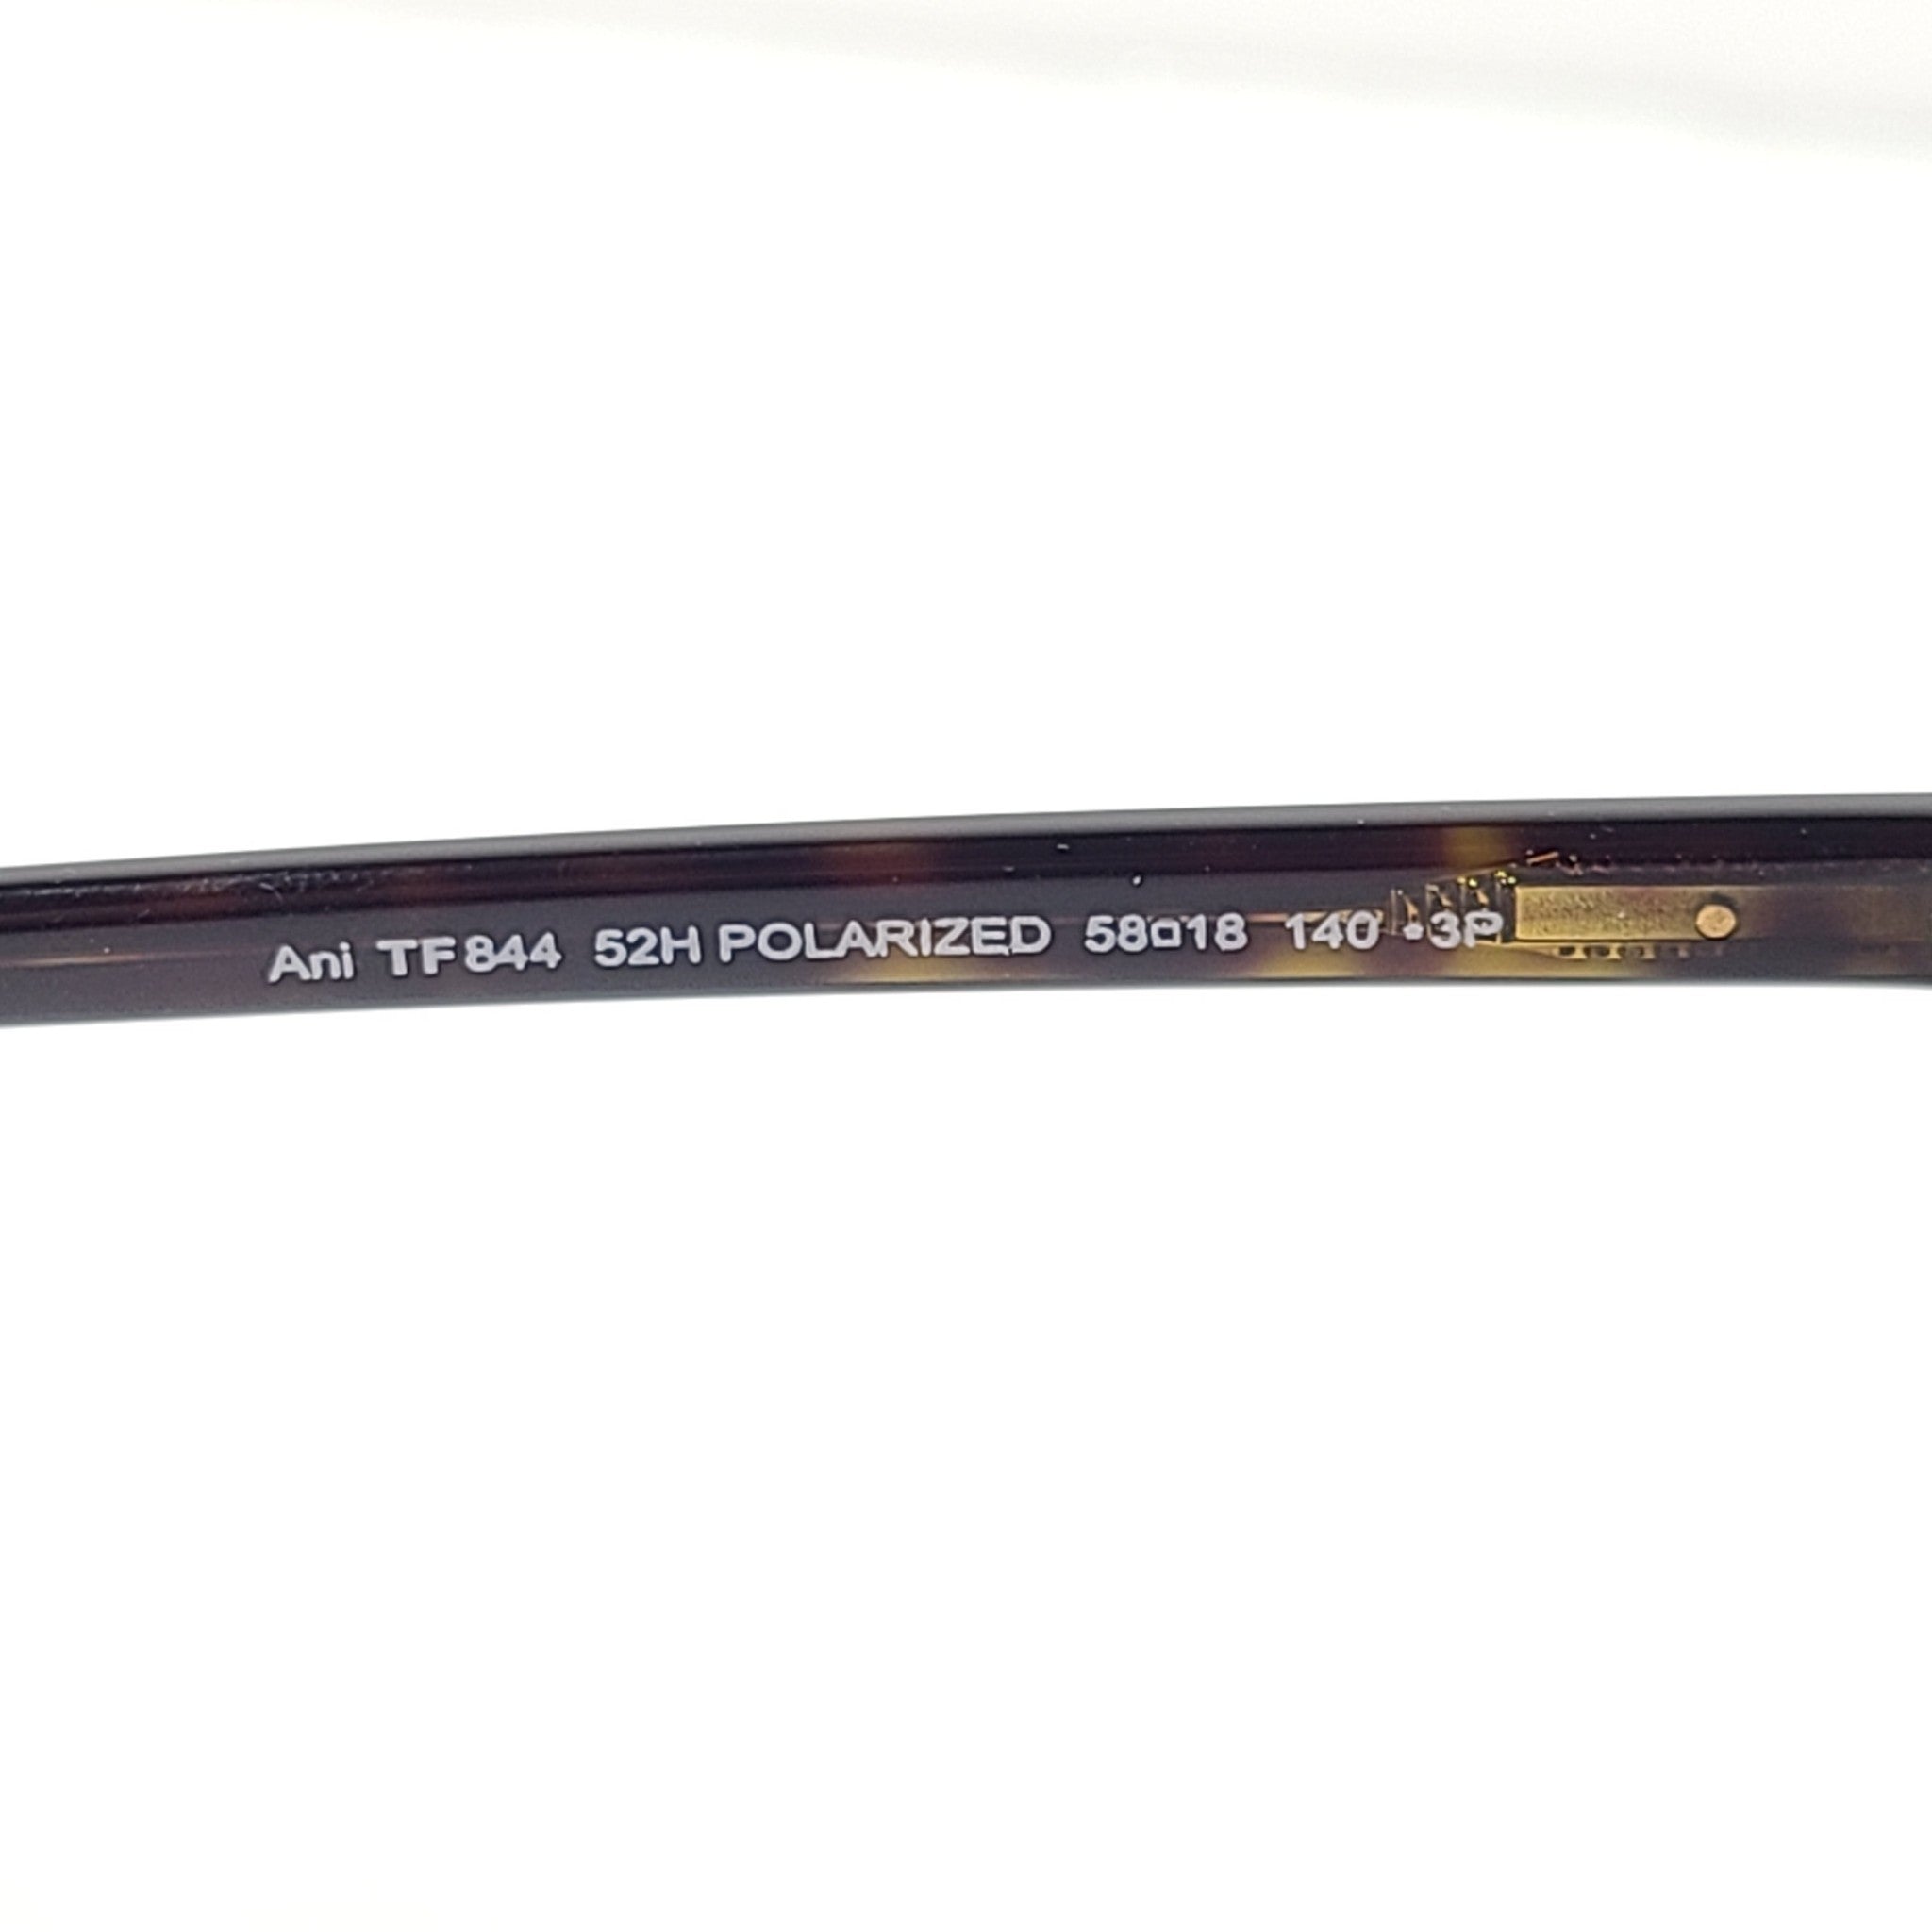 Ani TF844 52H POLARIZED 58□18 140 •3P